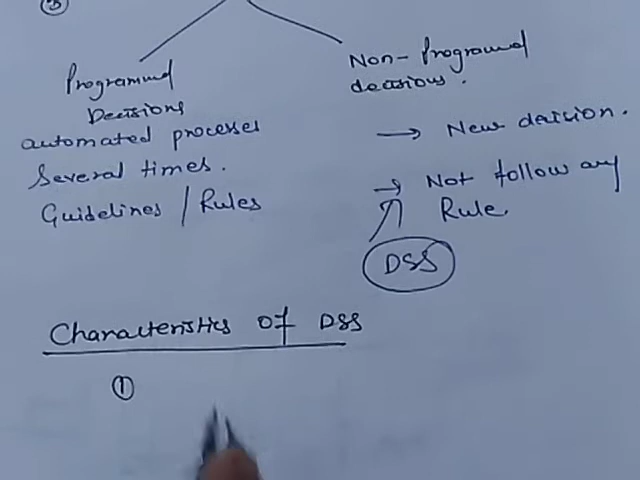 3
Programmed
Decisions
automated processes
Several times.
Guidelines / Rules
Non-Programmed
decisions.
→ New decision.
→ Not follow any
Rule.
DSS
Characteristics of DSS
1